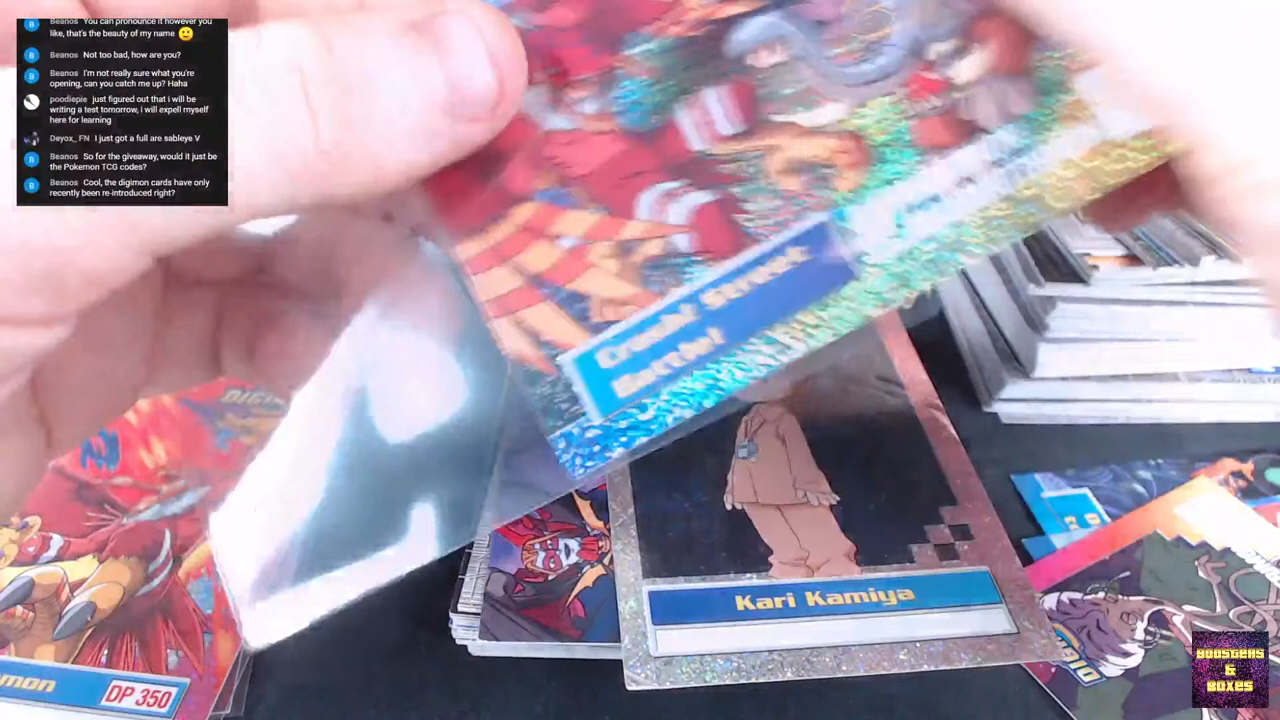 Beanos You can pronounce it however you
like, that's the beauty of my name
Beanos Not too bad, how are you?
Beanos I'm not really sure what you're
opening, can you catch me up? Haha
poodiepie just figured out that i will be
writing a test tomorrow, I will expell myself
here for learning
Deyox_FN I just got a full are sableye V
Beanos So for the giveaway, would it just be
the Pokemon TCG codes?
Beanos Cool, the digimon cards have only
recently been re-introduced right?
Crush! Street
Battle!
Kari Kamiya
mon
DP 350
BOOSTERS
&
BOXES